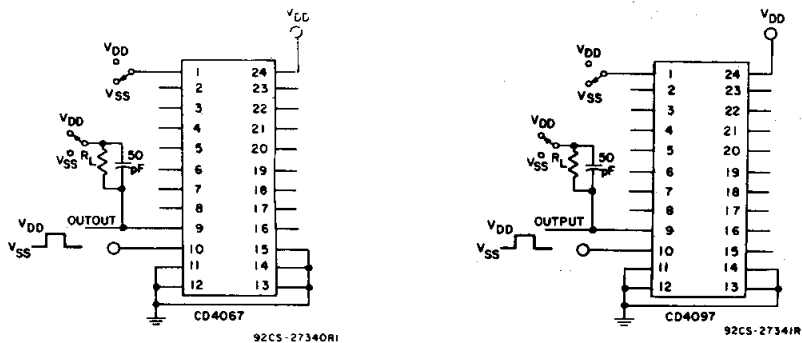 VDD
VDD
VSS
1 24
2 23
3 22
4 21
5 20
6 19
7 18
8 17
9 16
10 15
11 14
12 13
VDD
VSS
RL
50
pF
OUTOUT
VDD
VSS
CD4067
92CS-27340R1
VDD
VDD
VSS
1 24
2 23
3 22
4 21
5 20
6 19
7 18
8 17
9 16
10 15
11 14
12 13
VDD
VSS
RL
50
pF
OUTPUT
VDD
VSS
CD4097
92CS-27341R